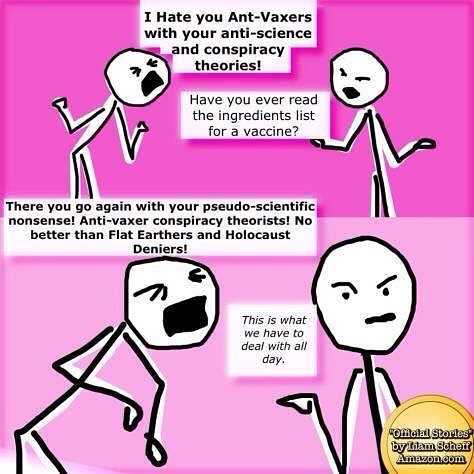 I Hate you Ant-Vaxers
with your anti-science
and conspiracy
theories!
Have you ever read
the ingredients list
for a vaccine?
There you go again with your pseudo-scientific
nonsense! Anti-vaxer conspiracy theorists! No
better than Flat Earthers and Holocaust
Deniers!
This is what
we have to
deal with all
day.
"Official Stories"
by Liam Scheff
Amazon.com